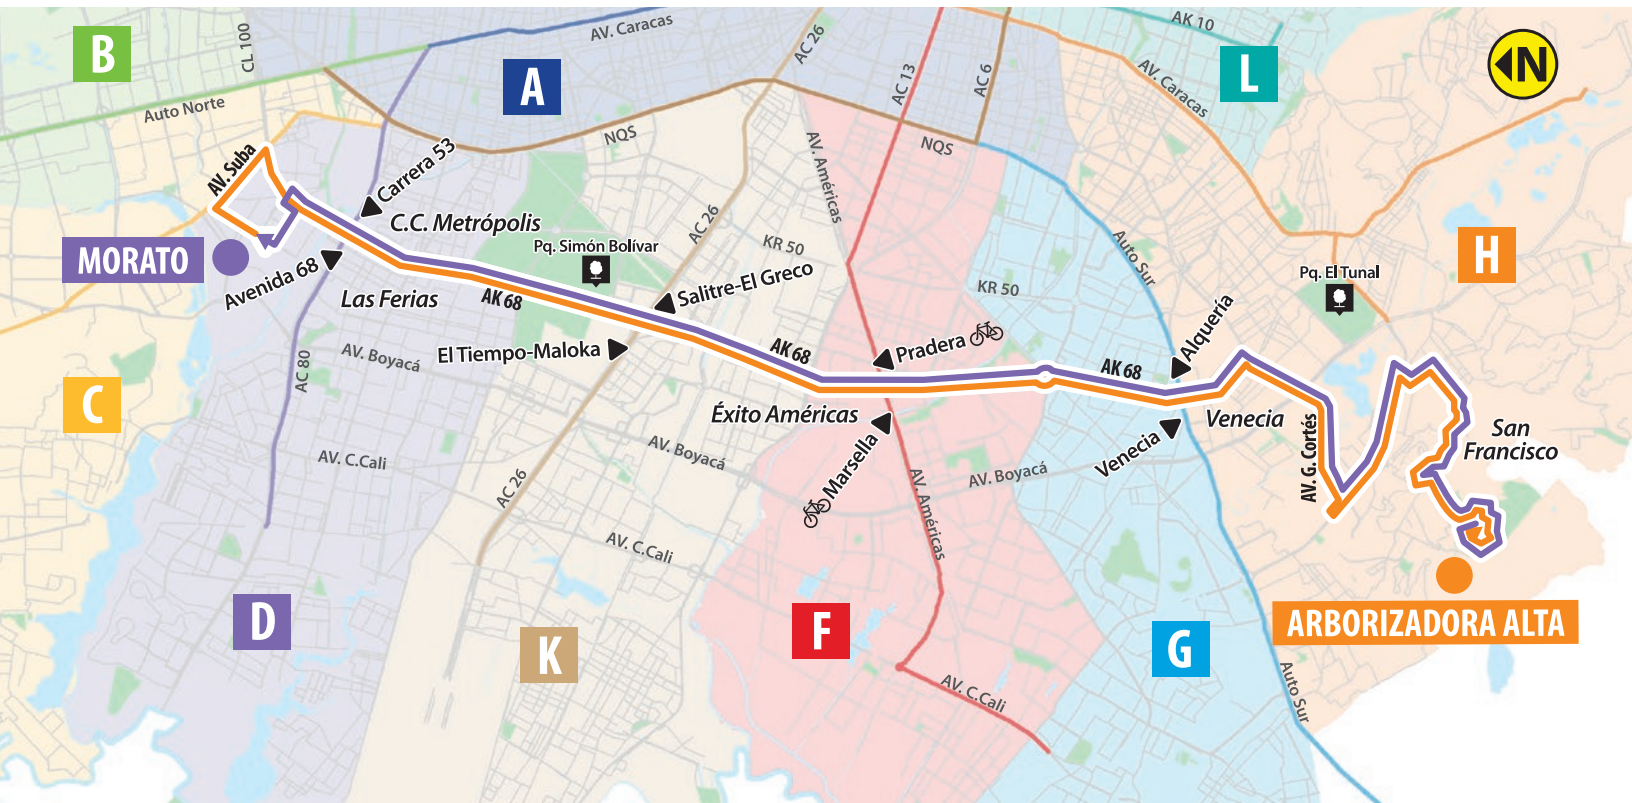 B
CL 100
Auto Norte
A
AV. Caracas
AC 26
NQS
AC 13
AC 6
NQS
AK 10
L
AV. Caracas
N
AV. Suba
Carrera 53
C.C. Metrópolis
MORATO
Avenida 68
Las Ferias
AK 68
Pq. Simón Bolívar
AC 26
KR 50
Salitre-El Greco
AV. Américas
KR 50
Auto Sur
Pq. El Tunal
H
El Tiempo-Maloka
AV. Boyacá
AC 80
AK 68
Pradera
AK 68
Alquería
C
Éxito Américas
Venecia
AV. G. Cortés
San
Francisco
AV. C.Cali
AC 26
AV. Boyacá
Marsella
AV. Américas
AV. Boyacá
Venecia
AV. C.Cali
D
K
F
G
AV. C.Cali
Auto Sur
ARBORIZADORA ALTA